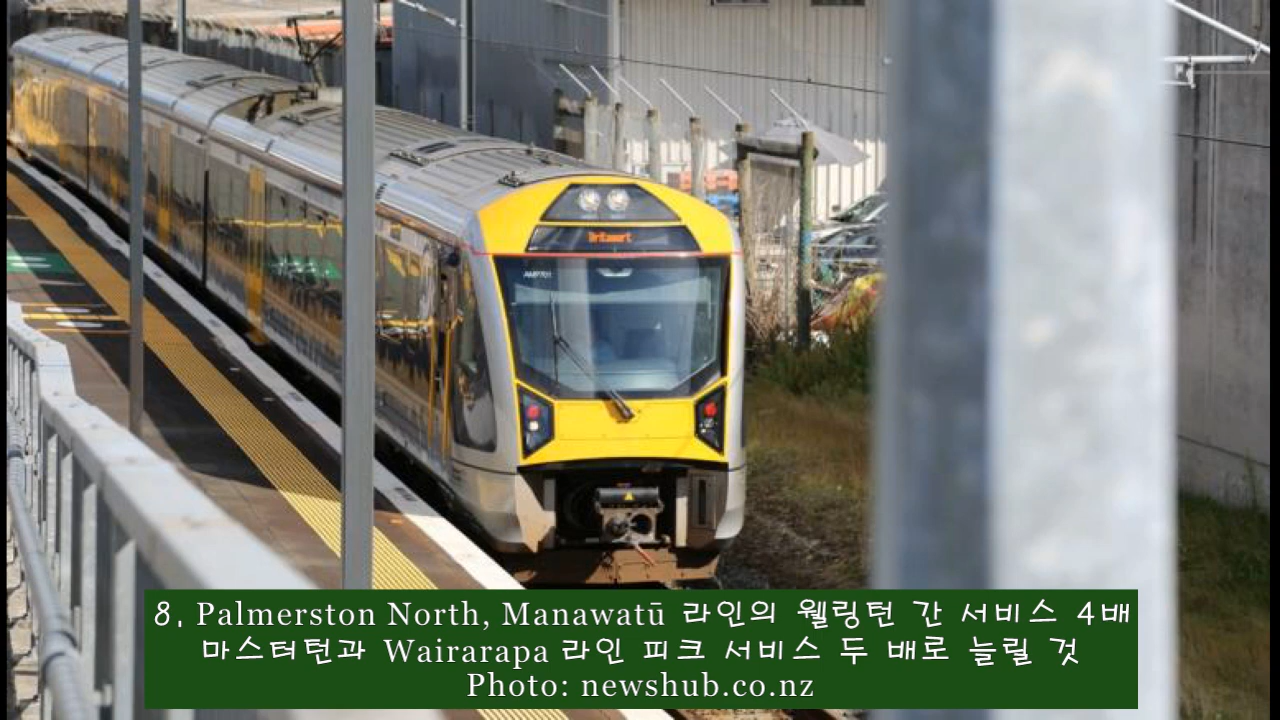 Britomart
AMP781
8. Palmerston North, Manawatū 라인의 웰링턴 간 서비스 4배
마스터턴과 Wairarapa 라인 피크 서비스 두 배로 늘릴 것
Photo: newshub.co.nz